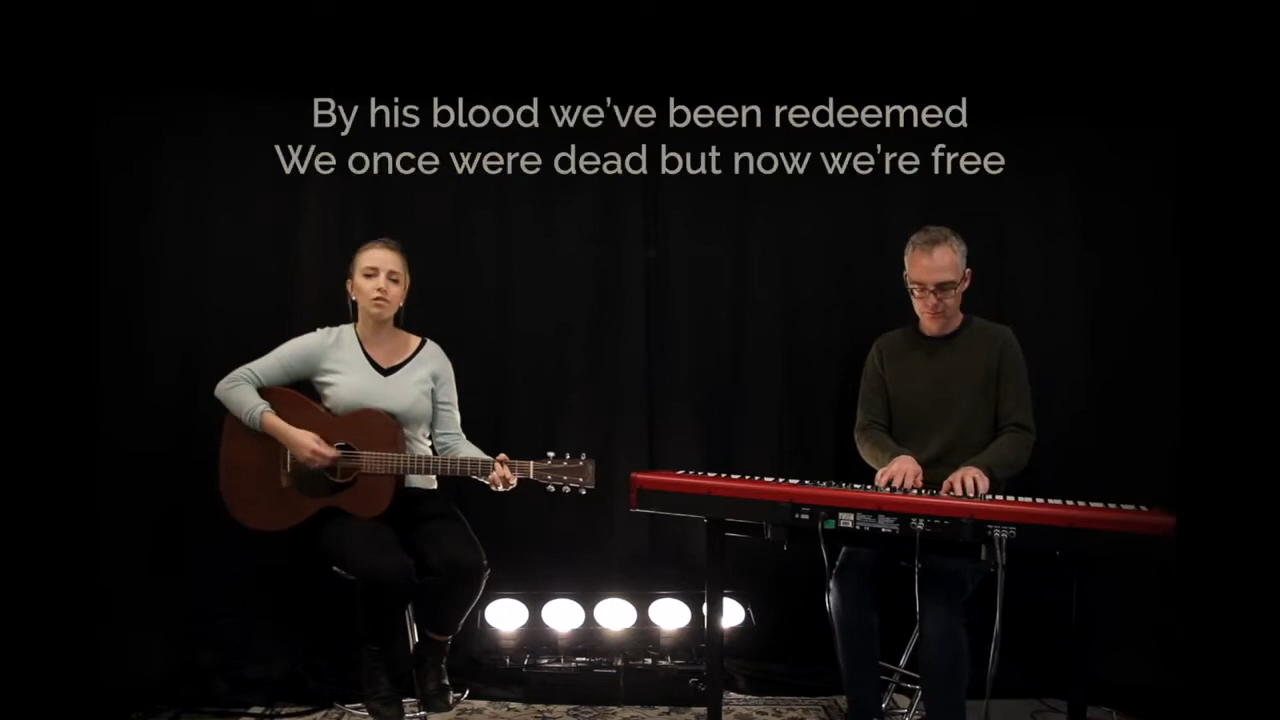 By his blood we’ve been redeemed
We once were dead but now we’re free